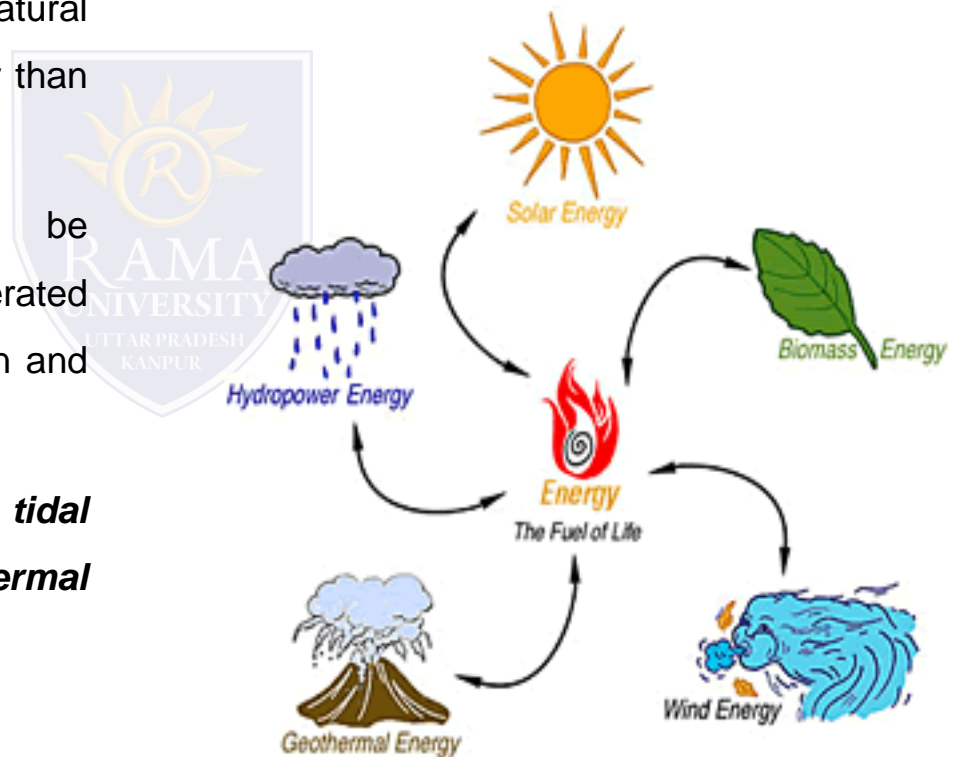 atural
than
be
erated
n and
tidal
ermal
R
RAMA
UNIVERSITY
UTTAR PRADESH
KANPUR
Solar Energy
Biomass Energy
Hydropower Energy
Energy
The Fuel of Life
Wind Energy
Geothermal Energy